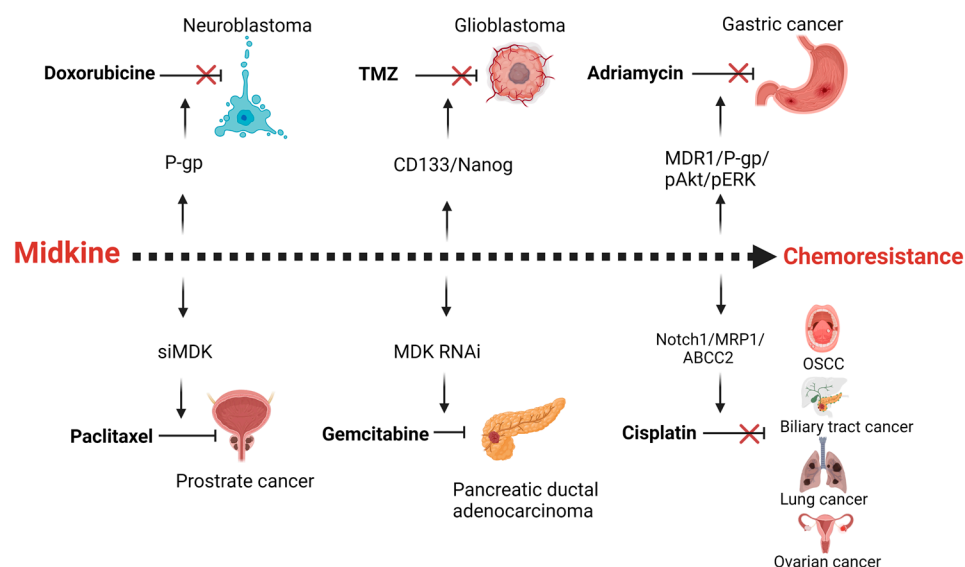 Neuroblastoma
Doxorubicine
P-gp
Glioblastoma
TMZ
CD133/Nanog
Gastric cancer
Adriamycin
MDR1/P-gp/
pAkt/pERK
Midkine
Chemoresistance
siMDK
Paclitaxel
Prostrate cancer
MDK RNAi
Gemcitabine
Pancreatic ductal
adenocarcinoma
Notch1/MRP1/
ABCC2
Cisplatin
OSCC
Biliary tract cancer
Lung cancer
Ovarian cancer